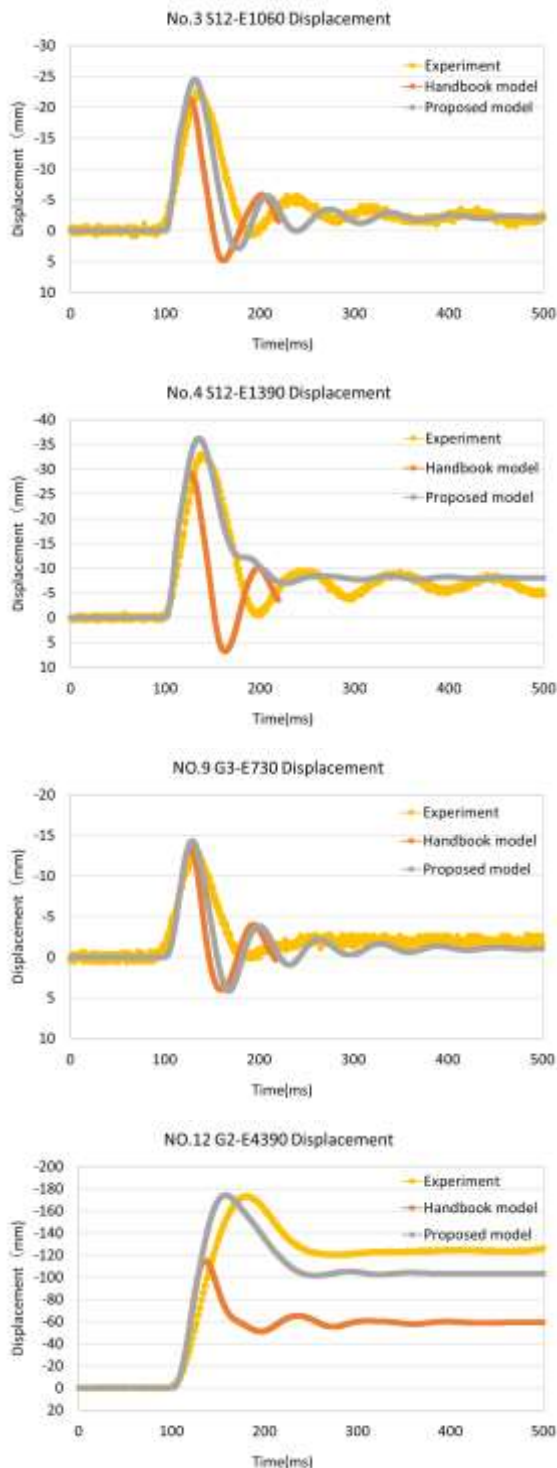 No.3 S12-E1060 Displacement
-30
-25
-20
-15
-10
-5
0
5
10
Displacement (mm)
Experiment
Handbook model
Proposed model
0 100 200 300 400 500
Time(ms)
No.4 S12-E1390 Displacement
-40
-35
-30
-25
-20
-15
-10
-5
0
5
10
Displacement (mm)
Experiment
Handbook model
Proposed model
0 100 200 300 400 500
Time(ms)
NO.9 G3-E730 Displacement
-20
-15
-10
-5
0
5
10
Displacement (mm)
Experiment
Handbook model
Proposed model
0 100 200 300 400 500
Time(ms)
NO.12 G2-E4390 Displacement
-200
-180
-160
-140
-120
-100
-80
-60
-40
-20
0
20
Displacement (mm)
Experiment
Handbook model
Proposed model
0 100 200 300 400 500
Time(ms)